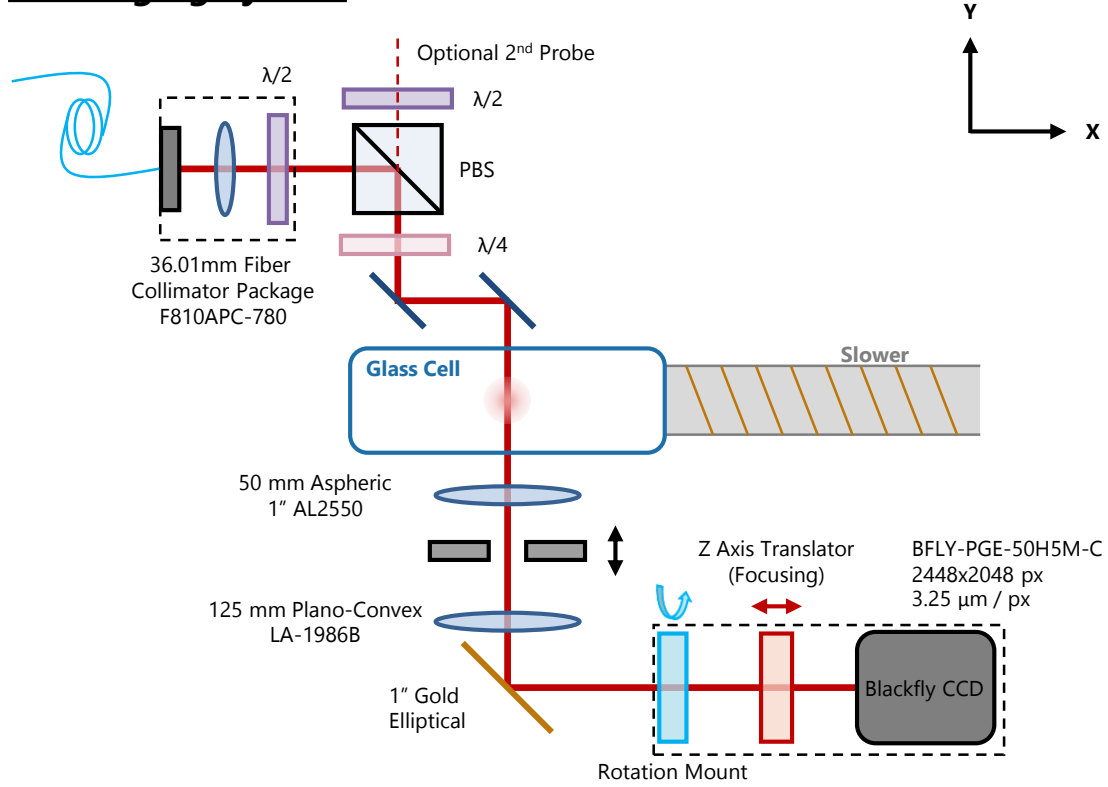 Y
X
Optional 2nd Probe
λ/2
λ/2
PBS
λ/4
36.01mm Fiber
Collimator Package
F810APC-780
Slower
Glass Cell
50 mm Aspheric
1” AL2550
Z Axis Translator
(Focusing)
BFLY-PGE-50H5M-C
2448x2048 px
3.25 µm / px
125 mm Plano-Convex
LA-1986B
Blackfly CCD
1” Gold
Elliptical
Rotation Mount